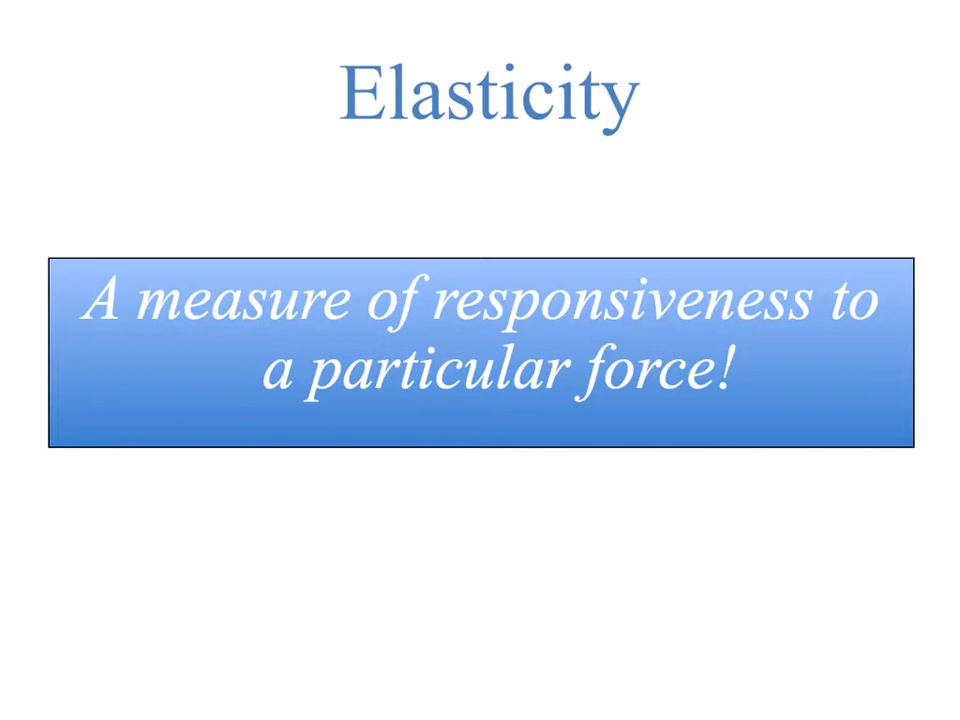 Elasticity
A measure of responsiveness to
a particular force!